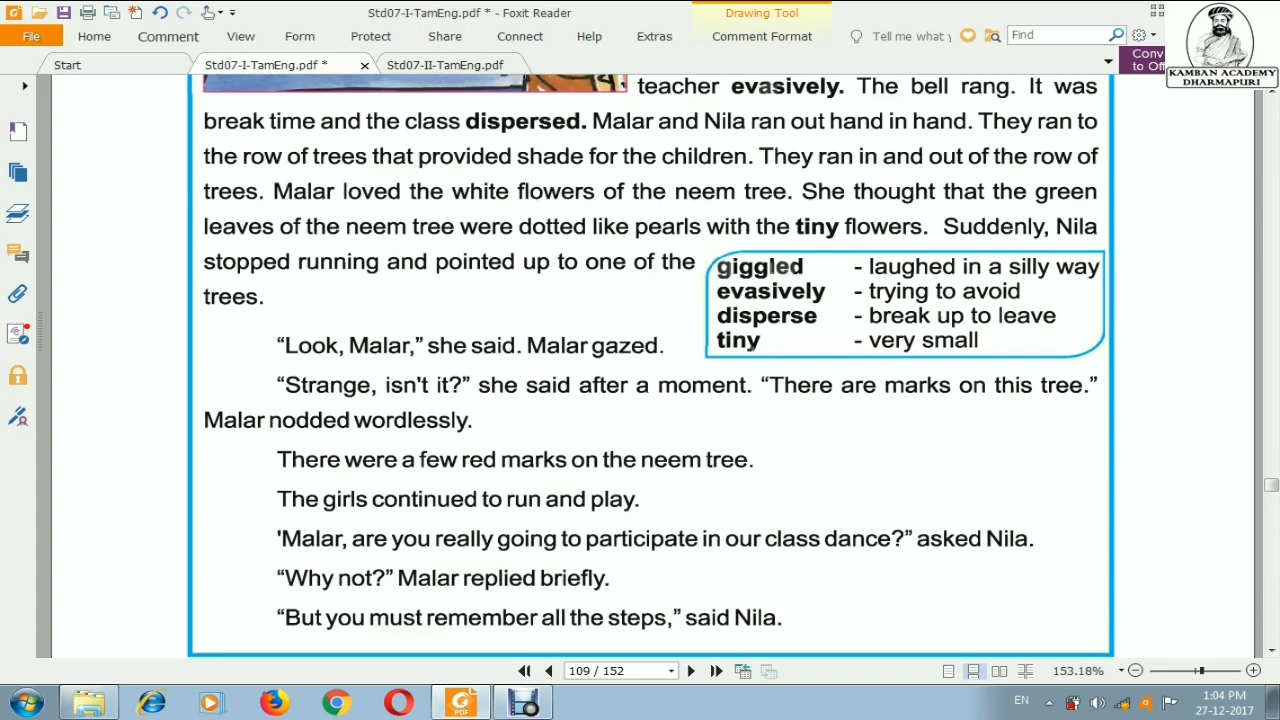 Std07-I-TamEng.pdf * - Foxit Reader
Drawing Tool
File Home Comment View Form Protect Share Connect Help Extras Comment Format Tell me what y Find
Start Std07-I-TamEng.pdf * x Std07-II-TamEng.pdf
Conv
to Off
KAMBAN ACADEMY
DHARMAPURI
teacher evasively. The bell rang. It was
break time and the class dispersed. Malar and Nila ran out hand in hand. They ran to
the row of trees that provided shade for the children. They ran in and out of the row of
trees. Malar loved the white flowers of the neem tree. She thought that the green
leaves of the neem tree were dotted like pearls with the tiny flowers. Suddenly, Nila
stopped running and pointed up to one of the
trees.
giggled - laughed in a silly way
evasively - trying to avoid
disperse - break up to leave
tiny - very small
“Look, Malar,” she said. Malar gazed.
“Strange, isn't it?” she said after a moment. “There are marks on this tree.”
Malar nodded wordlessly.
There were a few red marks on the neem tree.
The girls continued to run and play.
'Malar, are you really going to participate in our class dance?” asked Nila.
“Why not?” Malar replied briefly.
“But you must remember all the steps,” said Nila.
109 / 152
153.18%
EN
1:04 PM
27-12-2017